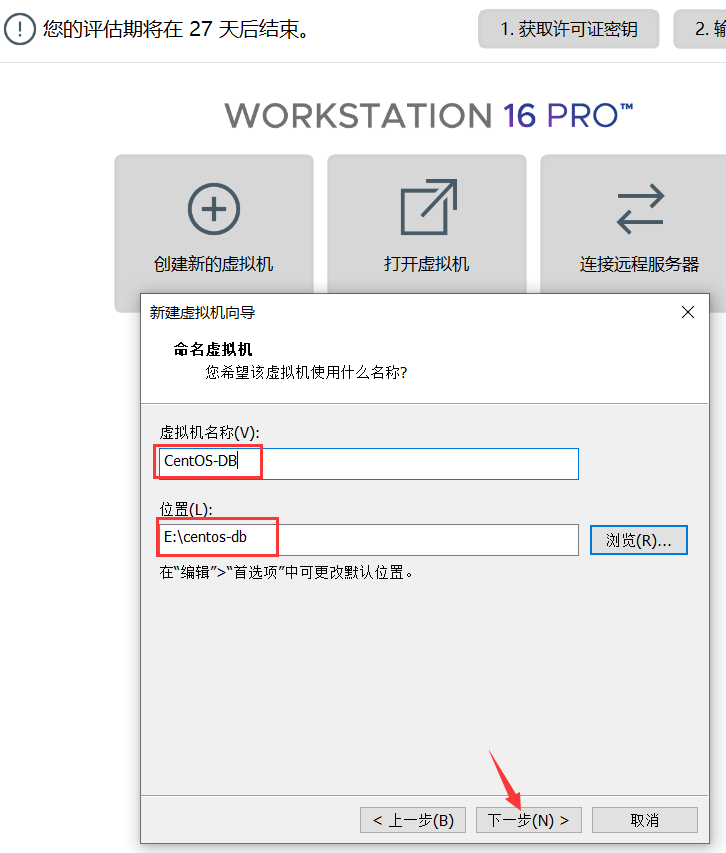 您的评估期将在 27 天后结束。
1. 获取许可证密钥
2. 输
WORKSTATION 16 PRO™
创建新的虚拟机
打开虚拟机
连接远程服务器
新建虚拟机向导
命名虚拟机
您希望该虚拟机使用什么名称?
虚拟机名称(V):
CentOS-DB
位置(L):
E:\centos-db
浏览(R)...
在“编辑”>“首选项”中可更改默认位置。
< 上一步(B)
下一步(N) >
取消